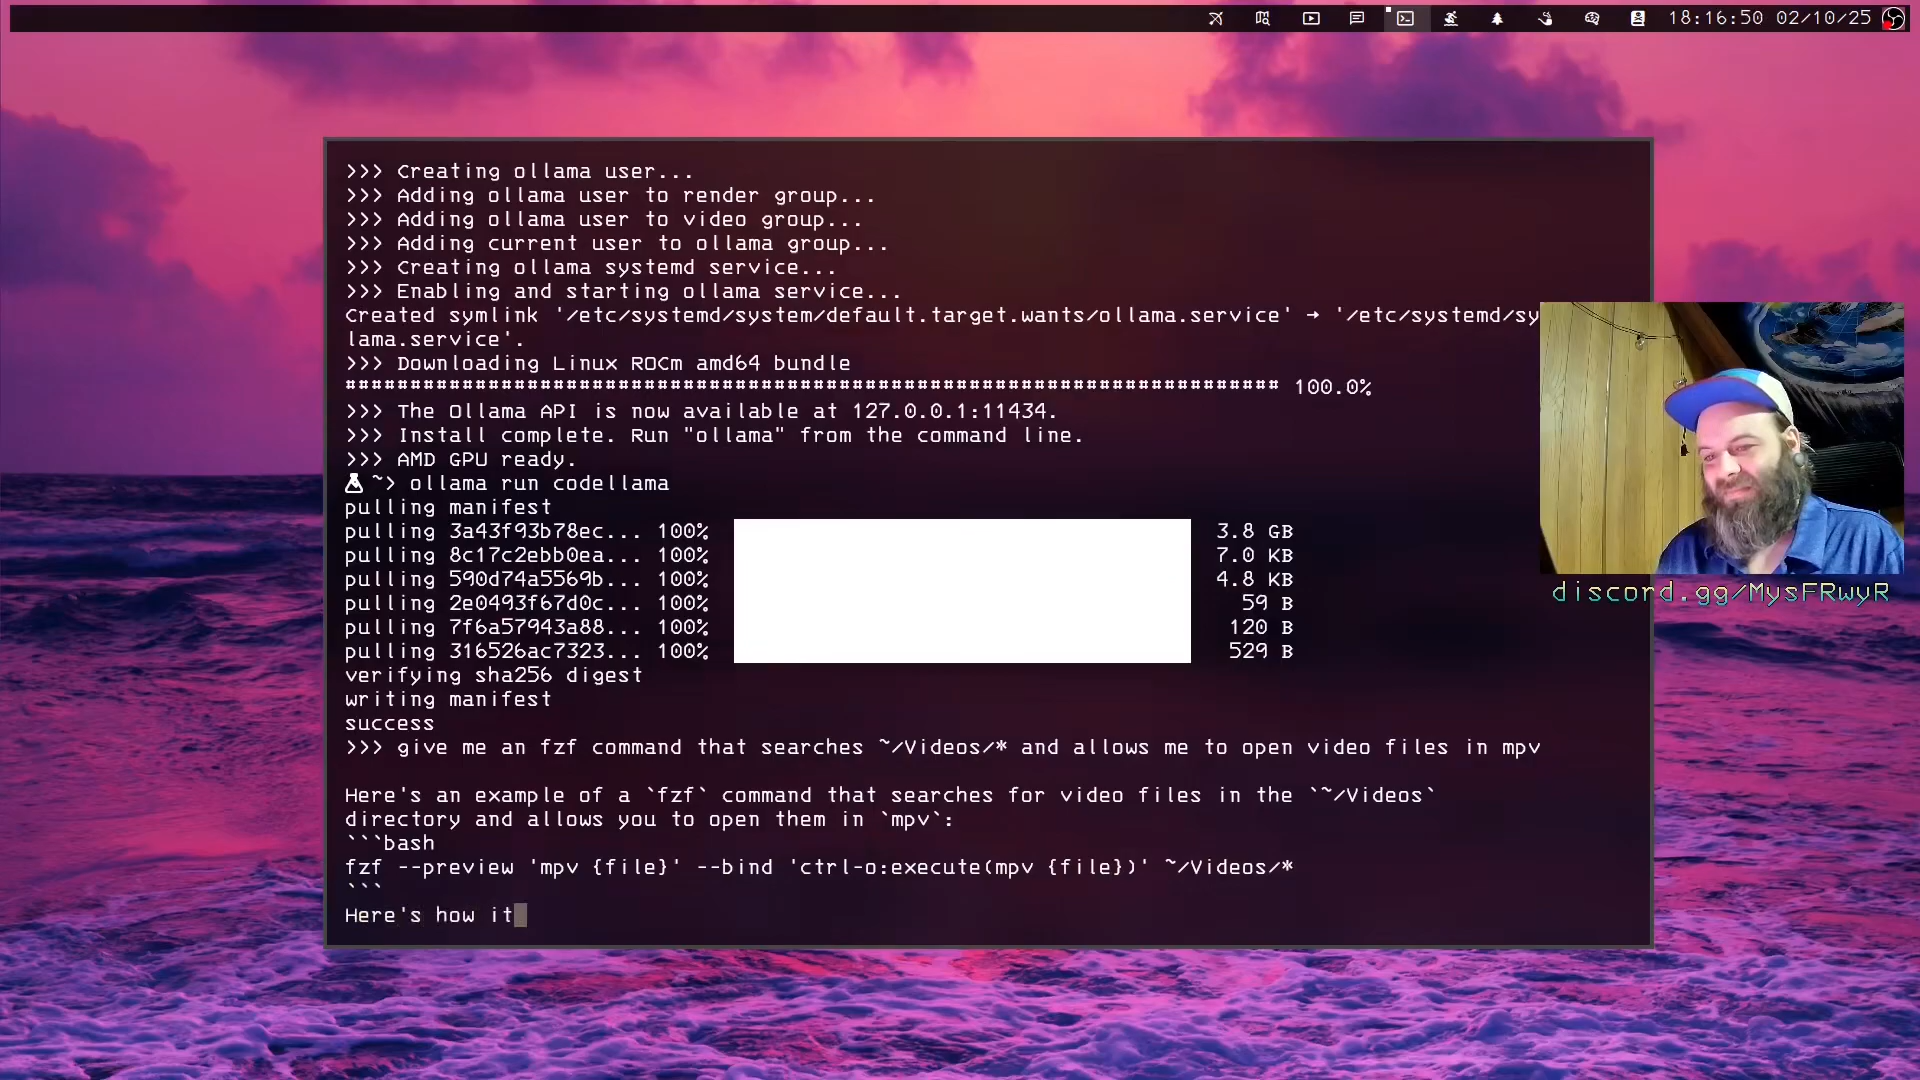 18:16:50 02/10/25
>>> Creating ollama user...
>>> Adding ollama user to render group...
>>> Adding ollama user to video group...
>>> Adding current user to ollama group...
>>> Creating ollama systemd service...
>>> Enabling and starting ollama service...
Created symlink '/etc/systemd/system/default.target.wants/ollama.service' → '/etc/systemd/sy
lama.service'.
>>> Downloading Linux ROCm amd64 bundle
######################################################################## 100.0%
>>> The Ollama API is now available at 127.0.0.1:11434.
>>> Install complete. Run "ollama" from the command line.
>>> AMD GPU ready.
~> ollama run codellama
pulling manifest
pulling 3a43f93b78ec... 100% 3.8 GB
pulling 8c17c2ebb0ea... 100% 7.0 KB
pulling 590d74a5569b... 100% 4.8 KB
pulling 2e0493f67d0c... 100% 59 B
pulling 7f6a57943a88... 100% 120 B
pulling 316526ac7323... 100% 529 B
verifying sha256 digest
writing manifest
success
>>> give me an fzf command that searches ~/Videos/* and allows me to open video files in mpv
Here's an example of a `fzf` command that searches for video files in the `~/Videos`
directory and allows you to open them in `mpv`:
```bash
fzf --preview 'mpv {file}' --bind 'ctrl-o:execute(mpv {file})' ~/Videos/*
```
Here's how it
discord.gg/MysFRwyR